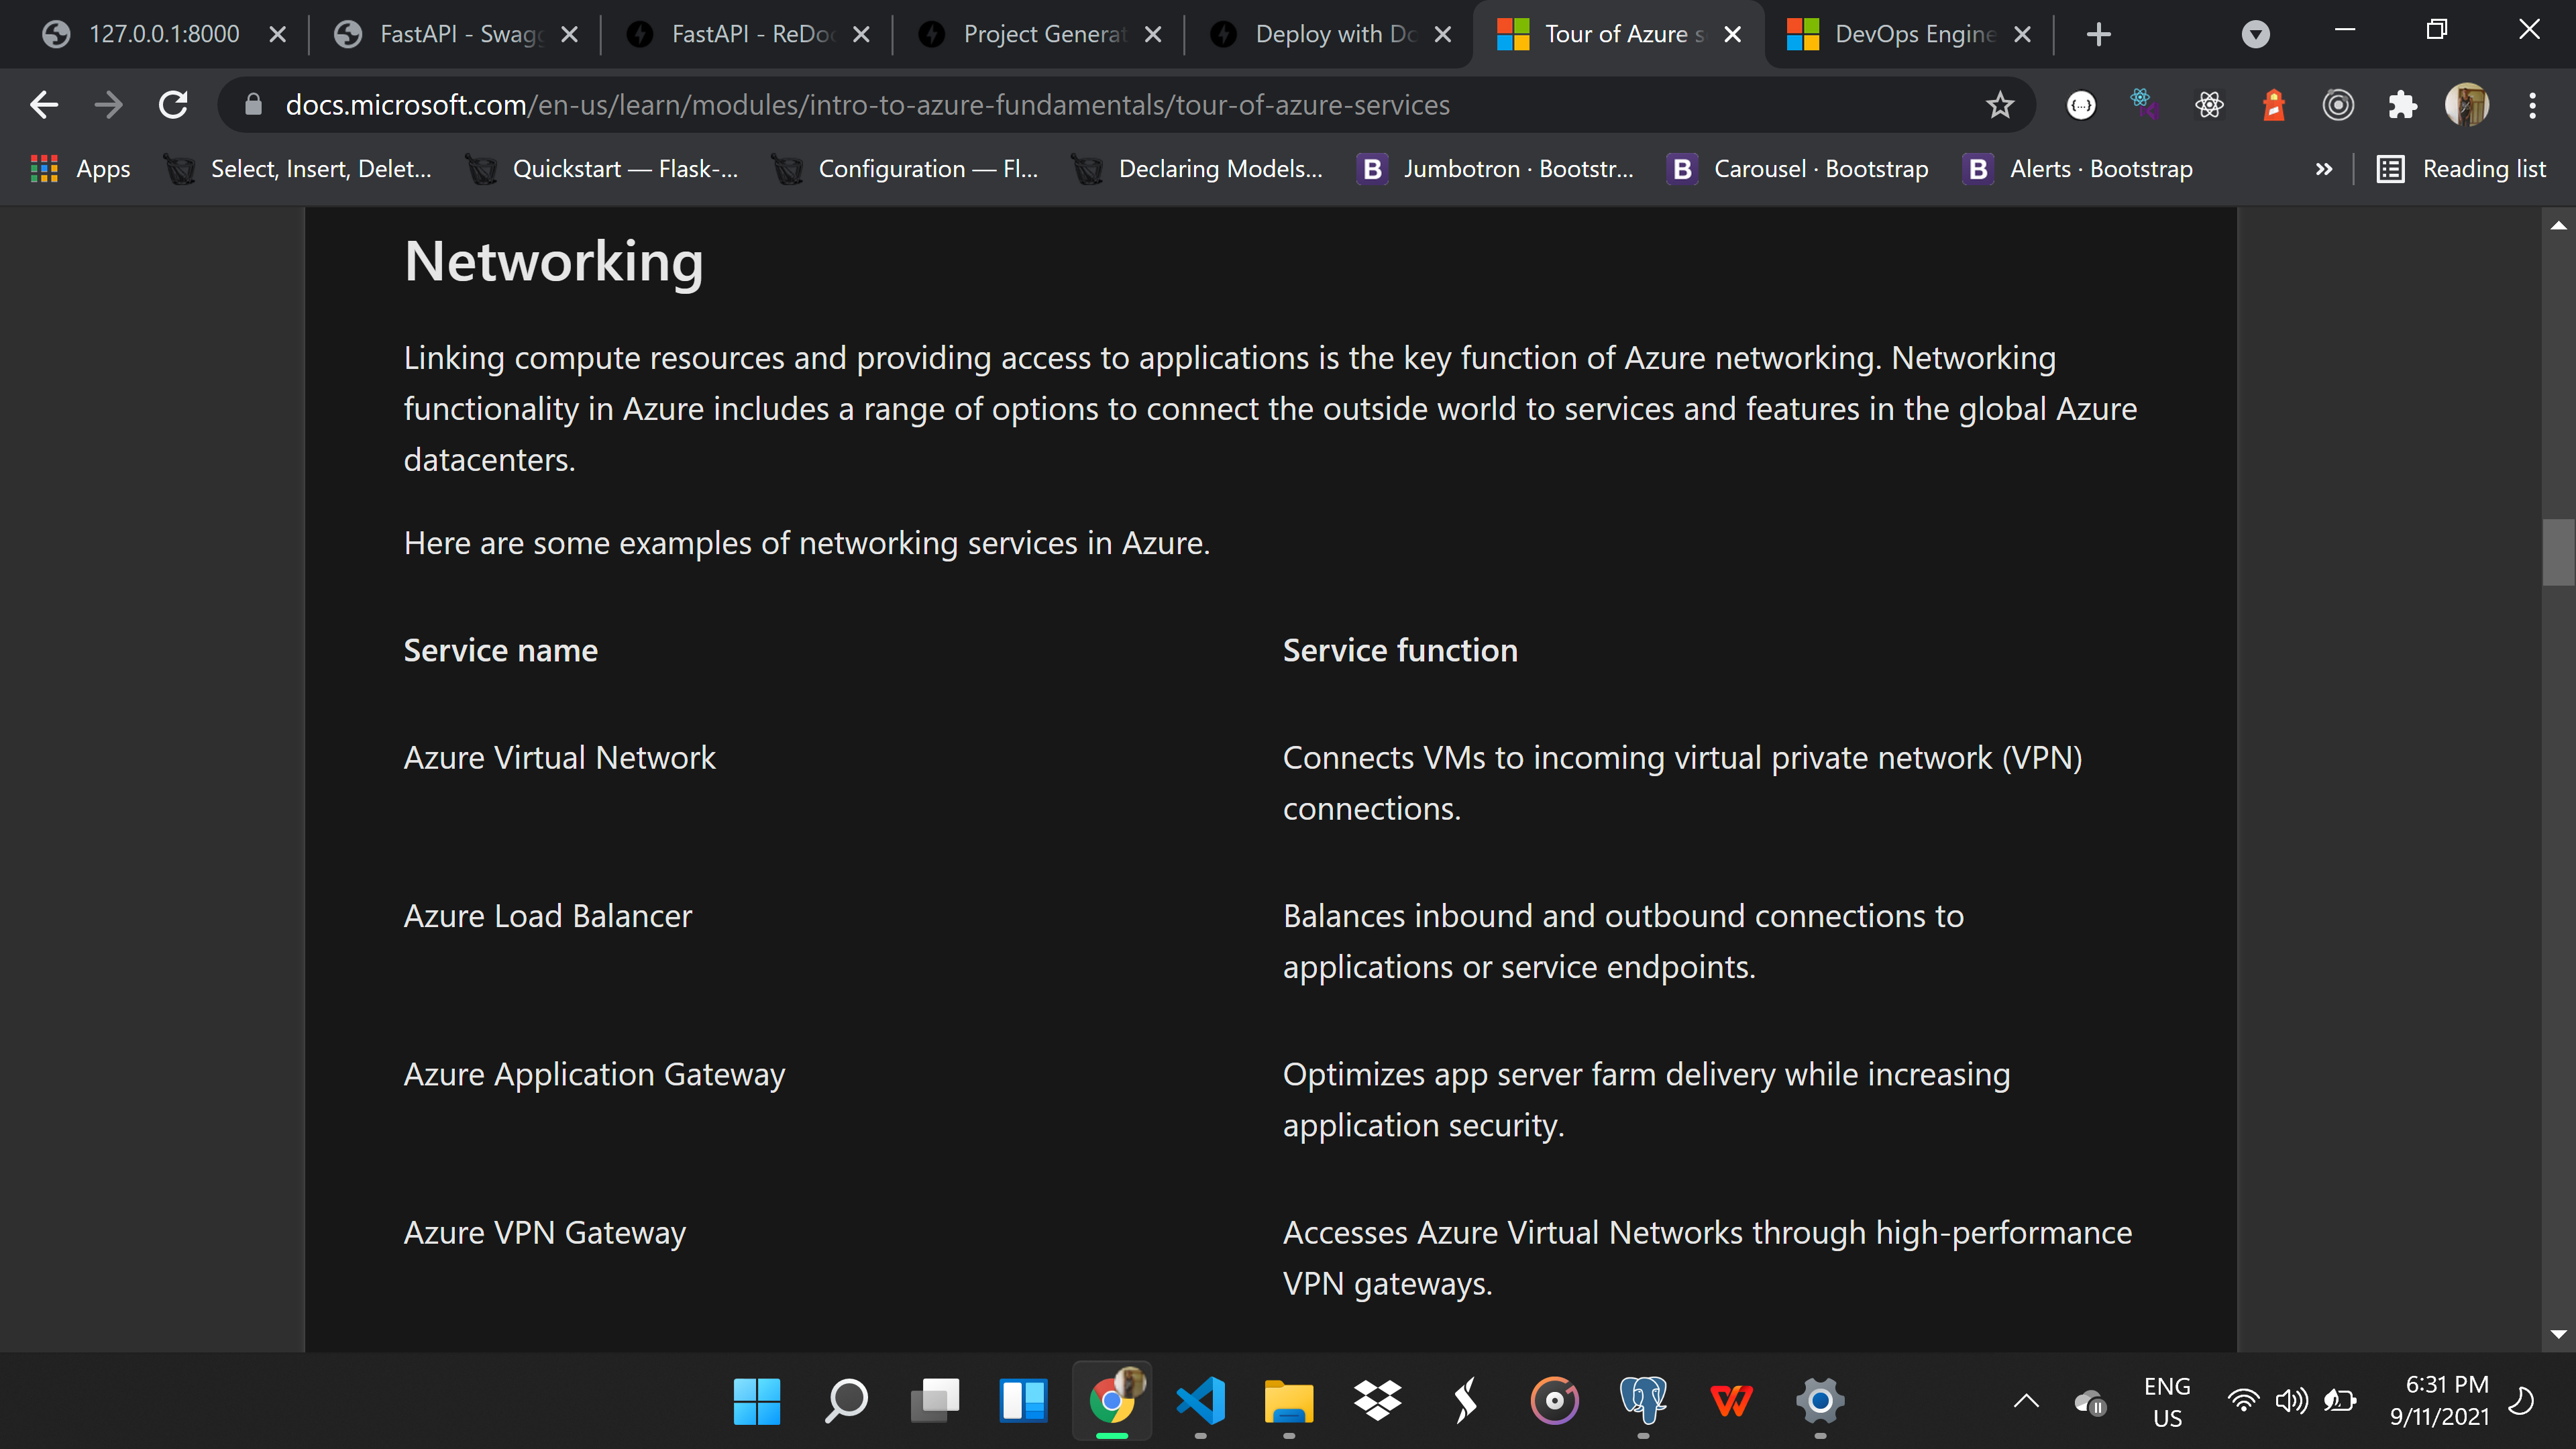 127.0.0.1:8000
FastAPI - Swagg
FastAPI - ReDoc
Project Generat
Deploy with Do
Tour of Azure s
DevOps Engine
docs.microsoft.com/en-us/learn/modules/intro-to-azure-fundamentals/tour-of-azure-services
Apps
Select, Insert, Delet...
Quickstart — Flask-...
Configuration — Fl...
Declaring Models...
B
Jumbotron · Bootstr...
B
Carousel · Bootstrap
B
Alerts · Bootstrap
»
Reading list
Networking
Linking compute resources and providing access to applications is the key function of Azure networking. Networking
functionality in Azure includes a range of options to connect the outside world to services and features in the global Azure
datacenters.
Here are some examples of networking services in Azure.
Service name
Service function
Azure Virtual Network
Connects VMs to incoming virtual private network (VPN)
connections.
Azure Load Balancer
Balances inbound and outbound connections to
applications or service endpoints.
Azure Application Gateway
Optimizes app server farm delivery while increasing
application security.
Azure VPN Gateway
Accesses Azure Virtual Networks through high-performance
VPN gateways.
ENG
US
6:31 PM
9/11/2021